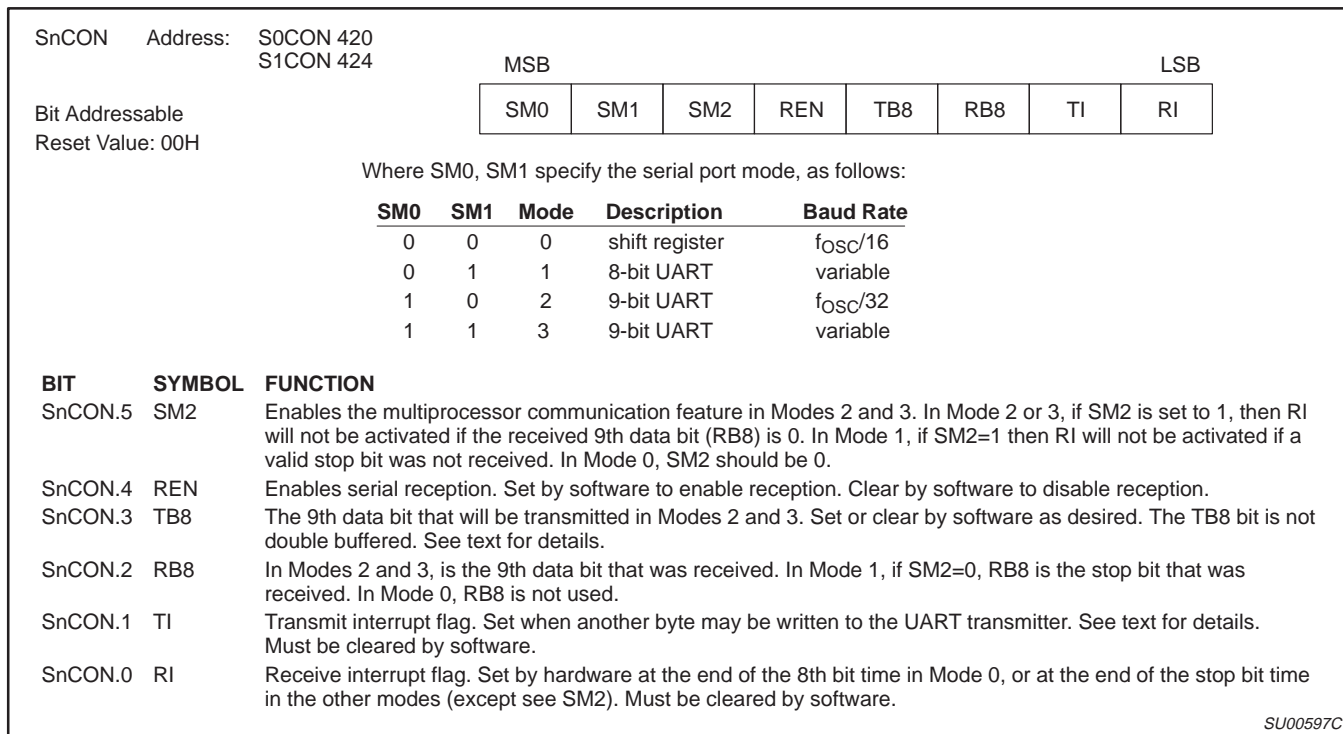 SnCON Address: S0CON 420
S1CON 424
MSB LSB
Bit Addressable
Reset Value: 00H
SM0 SM1 SM2 REN TB8 RB8 TI RI
Where SM0, SM1 specify the serial port mode, as follows:
SM0 SM1 Mode Description Baud Rate
0 0 0 shift register fOSC/16
0 1 1 8-bit UART variable
1 0 2 9-bit UART fOSC/32
1 1 3 9-bit UART variable
BIT SYMBOL FUNCTION
SnCON.5 SM2 Enables the multiprocessor communication feature in Modes 2 and 3. In Mode 2 or 3, if SM2 is set to 1, then RI
will not be activated if the received 9th data bit (RB8) is 0. In Mode 1, if SM2=1 then RI will not be activated if a
valid stop bit was not received. In Mode 0, SM2 should be 0.
SnCON.4 REN Enables serial reception. Set by software to enable reception. Clear by software to disable reception.
SnCON.3 TB8 The 9th data bit that will be transmitted in Modes 2 and 3. Set or clear by software as desired. The TB8 bit is not
double buffered. See text for details.
SnCON.2 RB8 In Modes 2 and 3, is the 9th data bit that was received. In Mode 1, if SM2=0, RB8 is the stop bit that was
received. In Mode 0, RB8 is not used.
SnCON.1 TI Transmit interrupt flag. Set when another byte may be written to the UART transmitter. See text for details.
Must be cleared by software.
SnCON.0 RI Receive interrupt flag. Set by hardware at the end of the 8th bit time in Mode 0, or at the end of the stop bit time
in the other modes (except see SM2). Must be cleared by software.
SU00597C